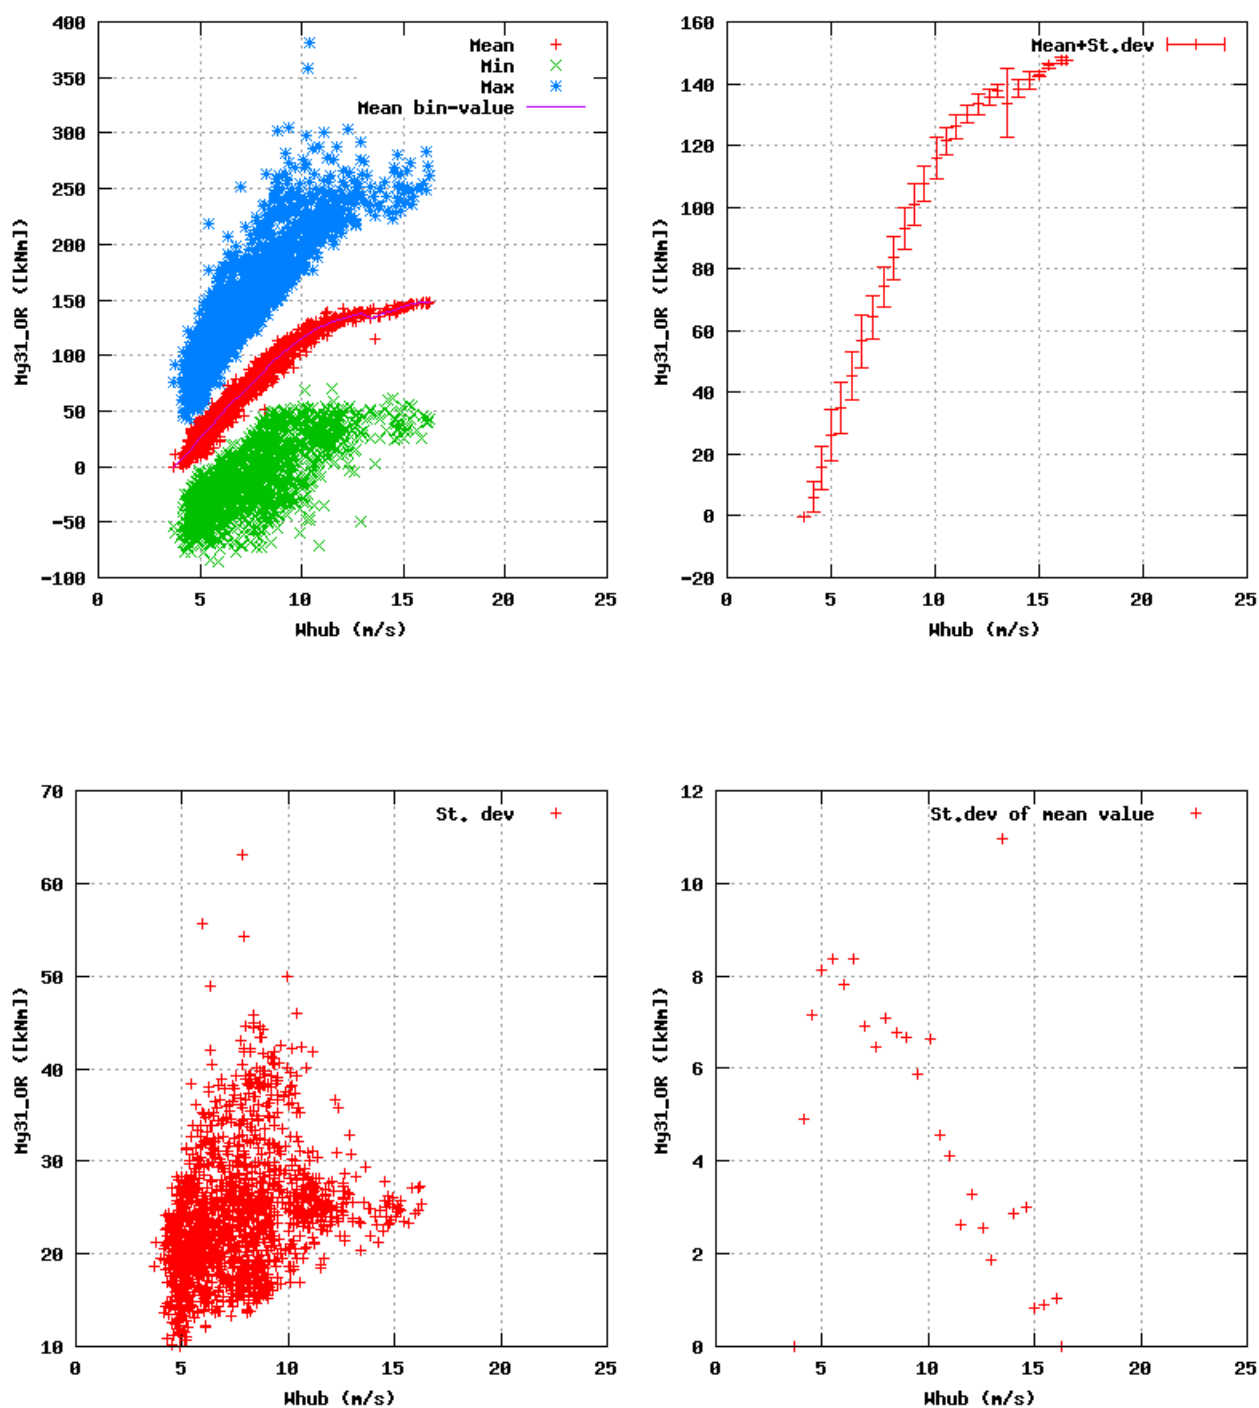 400
350
300
250
200
150
100
50
0
-50
-100
0 5 10 15 20 25
My31_OR ([kNm])
Whub (m/s)
Mean
Min
Max
Mean bin-value
160
140
120
100
80
60
40
20
0
-20
0 5 10 15 20 25
My31_OR ([kNm])
Whub (m/s)
Mean+St.dev
70
60
50
40
30
20
10
0 5 10 15 20 25
My31_OR ([kNm])
Whub (m/s)
St. dev
12
10
8
6
4
2
0
0 5 10 15 20 25
My31_OR ([kNm])
Whub (m/s)
St.dev of mean value